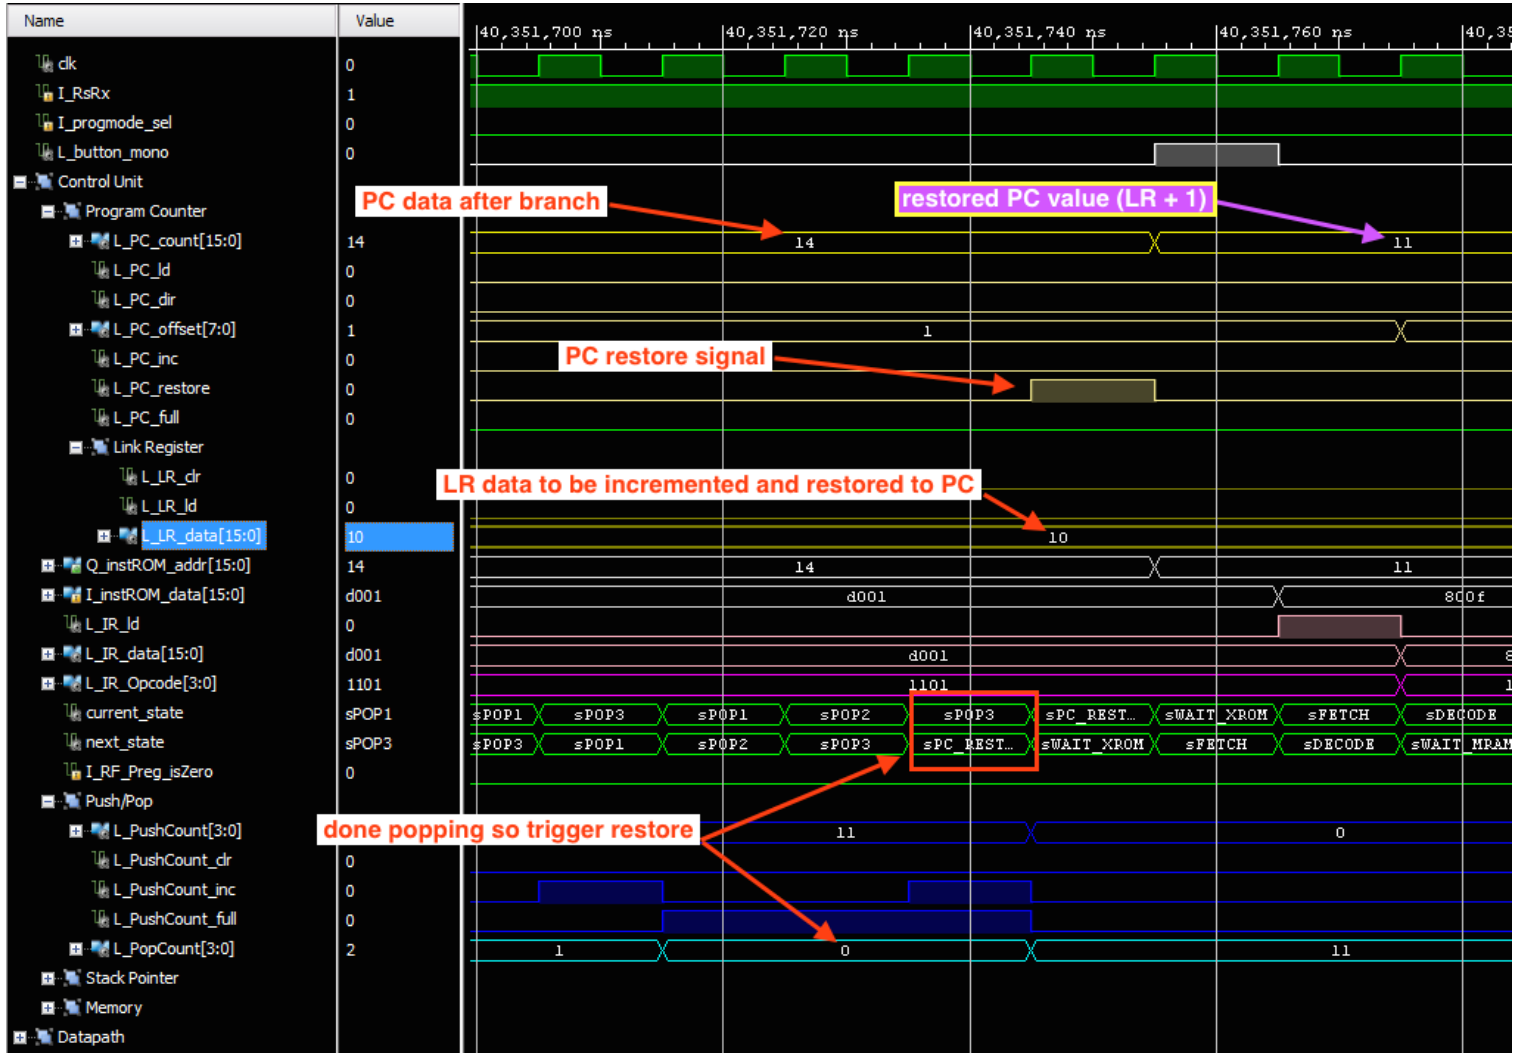 Name Value
40,351,700 ns 40,351,720 ns 40,351,740 ns 40,351,760 ns 40,35
clk 0
I_RsRx 1
I_progmode_sel 0
L_button_mono 0
Control Unit
PC data after branch restored PC value (LR + 1)
Program Counter
L_PC_count[15:0] 14 14 11
L_PC_ld 0
L_PC_dir 0
L_PC_offset[7:0] 1 1
PC restore signal
L_PC_inc 0
L_PC_restore 0
L_PC_full 0
Link Register
L_LR_clr 0
LR data to be incremented and restored to PC
L_LR_ld 0
L_LR_data[15:0] 10 10
Q_instROM_addr[15:0] 14 14 11
I_instROM_data[15:0] d001 d001 800f
L_IR_ld 0
L_IR_data[15:0] d001 d001 8
L_IR_Opcode[3:0] 1101 1101 1
current_state sPOP1 sPOP1 sPOP3 sPOP1 sPOP2 sPOP3 sPC_REST... sWAIT_XROM sFETCH sDECODE
next_state sPOP3 sPOP3 sPOP1 sPOP2 sPOP3 sPC_REST... sWAIT_XROM sFETCH sDECODE sWAIT_MRAM
I_RF_Preg_isZero 0
Push/Pop
done popping so trigger restore
L_PushCount[3:0] 11 0
L_PushCount_clr 0
L_PushCount_inc 0
L_PushCount_full 0
L_PopCount[3:0] 2 1 0 11
Stack Pointer
Memory
Datapath